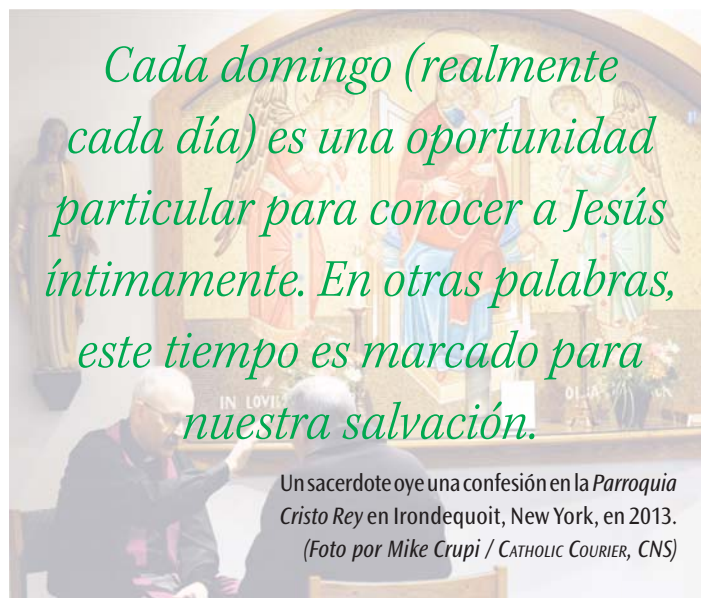 Cada domingo (realmente
cada día) es una oportunidad
particular para conocer a Jesús
íntimamente. En otras palabras,
este tiempo es marcado para
nuestra salvación.
IN LOVI
Un sacerdote oye una confesión en la Parroquia
Cristo Rey en Irondequoit, New York, en 2013.
(Foto por Mike Crupi / CATHOLIC COURIER, CNS)